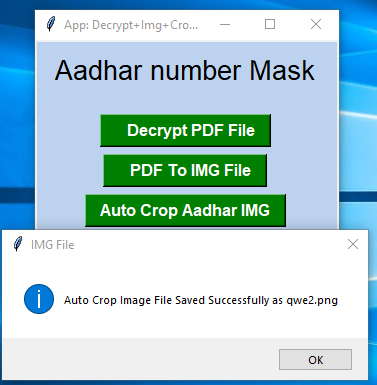 App: Decrypt+Img+Cro...
Aadhar number Mask
Decrypt PDF File
PDF To IMG File
Auto Crop Aadhar IMG
IMG File
Auto Crop Image File Saved Successfully as qwe2.png
OK